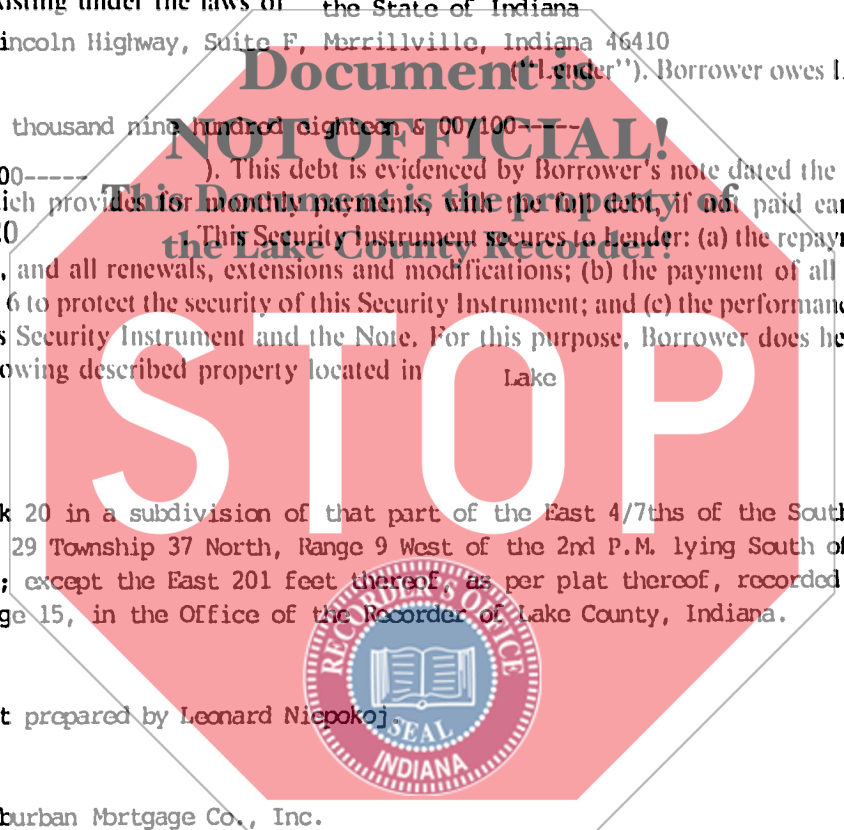 isting under the laws of the State of Indiana
incoln Highway, Suite F, Merrillville, Indiana 46410
Document is
("Lender"). Borrower owes L
thousand nine hundred eighteen & 00/100-----
NOT OFFICIAL!
00----- ). This debt is evidenced by Borrower's note dated the
This Document is the property of
ich provides for monthly payments, with the full debt, if not paid ear
0 . This Security Instrument secures to Lender: (a) the repayr
the Lake County Recorder!
, and all renewals, extensions and modifications; (b) the payment of all
6 to protect the security of this Security Instrument; and (c) the performanc
s Security Instrument and the Note. For this purpose, Borrower does he
owing described property located in Lake
STOP
k 20 in a subdivision of that part of the East 4/7ths of the South
29 Township 37 North, Range 9 West of the 2nd P.M. lying South of
; except the East 201 feet thereof, as per plat thereof, recorded
ge 15, in the Office of the Recorder of Lake County, Indiana.
RECORDER'S OFFICE
SEAL
INDIANA
t prepared by Leonard Niepokoj.
burban Mortgage Co., Inc.